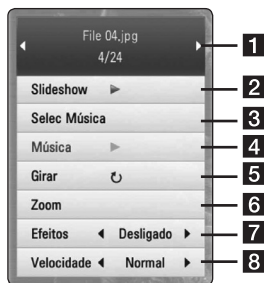 File 04.jpg
4/24
1
Slideshow
2
Selec Música
3
Música
4
Girar
5
Zoom
6
Efeitos Desligado
7
Velocidade Normal
8